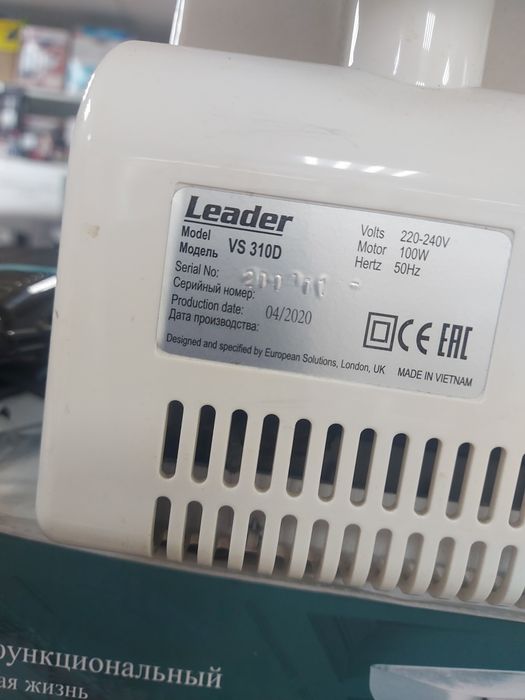 Leader
Model
Модель VS 310D
Volts 220-240V
Motor 100W
Hertz 50Hz
Serial No:
Серийный номер:
Production date: 04/2020
Дата производства:
CE EAC
Designed and specified by European Solutions, London, UK MADE IN VIETNAM
функциональный
ая жизнь